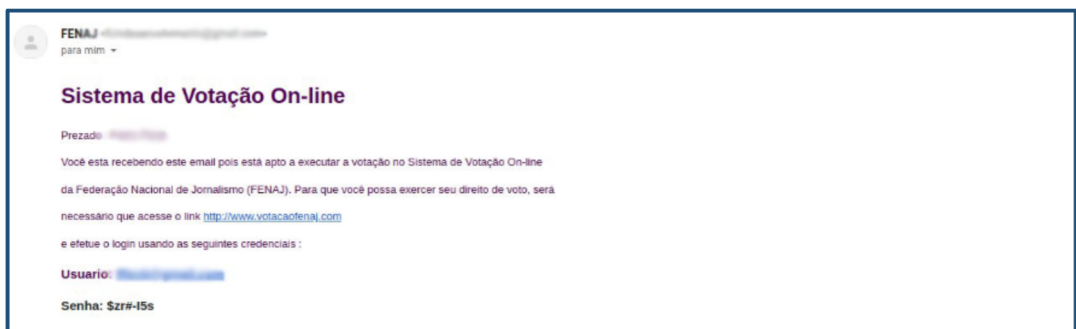 FENAJ
para mim
Sistema de Votação On-line
Prezado
Você esta recebendo este email pois está apto a executar a votação no Sistema de Votação On-line
da Federação Nacional de Jornalismo (FENAJ). Para que você possa exercer seu direito de voto, será
necessário que acesse o link http://www.votacaofenaj.com
e efetue o login usando as seguintes credenciais :
Usuario:
Senha: $zr#-I5s